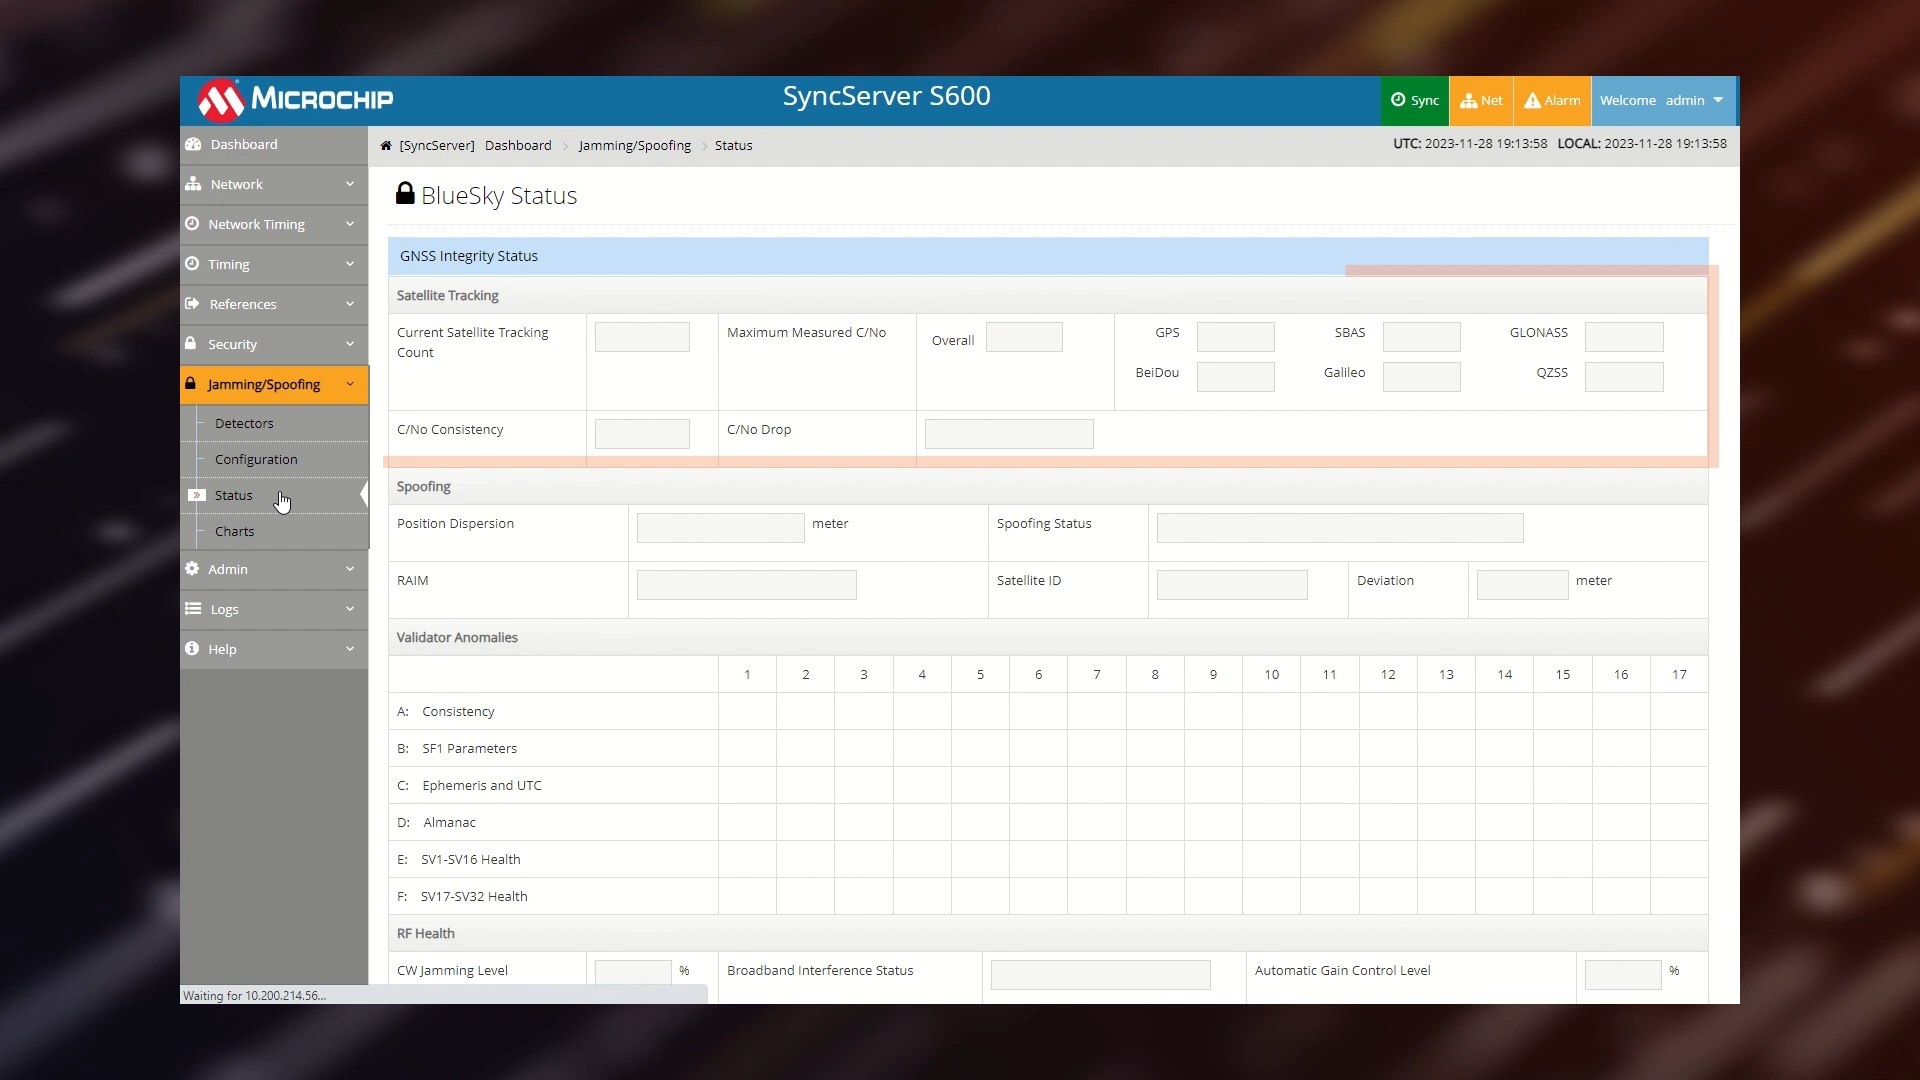 MICROCHIP
SyncServer S600
Sync
Net
Alarm
Welcome admin
Dashboard
Network
Network Timing
Timing
References
Security
Jamming/Spoofing
Detectors
Configuration
Status
Charts
Admin
Logs
Help
[SyncServer] Dashboard > Jamming/Spoofing > Status
UTC: 2023-11-28 19:13:58 LOCAL: 2023-11-28 19:13:58
BlueSky Status
GNSS Integrity Status
Satellite Tracking
Current Satellite Tracking
Count
Maximum Measured C/No
Overall
GPS
SBAS
GLONASS
BeiDou
Galileo
QZSS
C/No Consistency
C/No Drop
Spoofing
Position Dispersion
meter
Spoofing Status
RAIM
Satellite ID
Deviation
meter
Validator Anomalies
1 2 3 4 5 6 7 8 9 10 11 12 13 14 15 16 17
A: Consistency
B: SF1 Parameters
C: Ephemeris and UTC
D: Almanac
E: SV1-SV16 Health
F: SV17-SV32 Health
RF Health
CW Jamming Level
%
Broadband Interference Status
Automatic Gain Control Level
%
Waiting for 10.200.214.56...